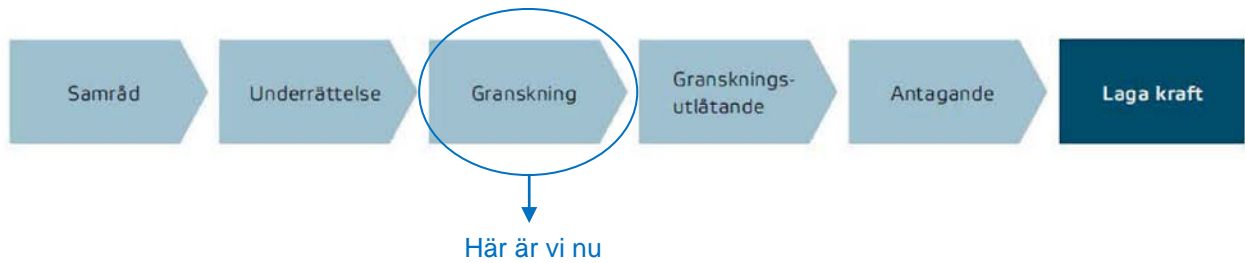 Samråd
Underrättelse
Granskning
Gransknings-
utlåtande
Antagande
Laga kraft
Här är vi nu